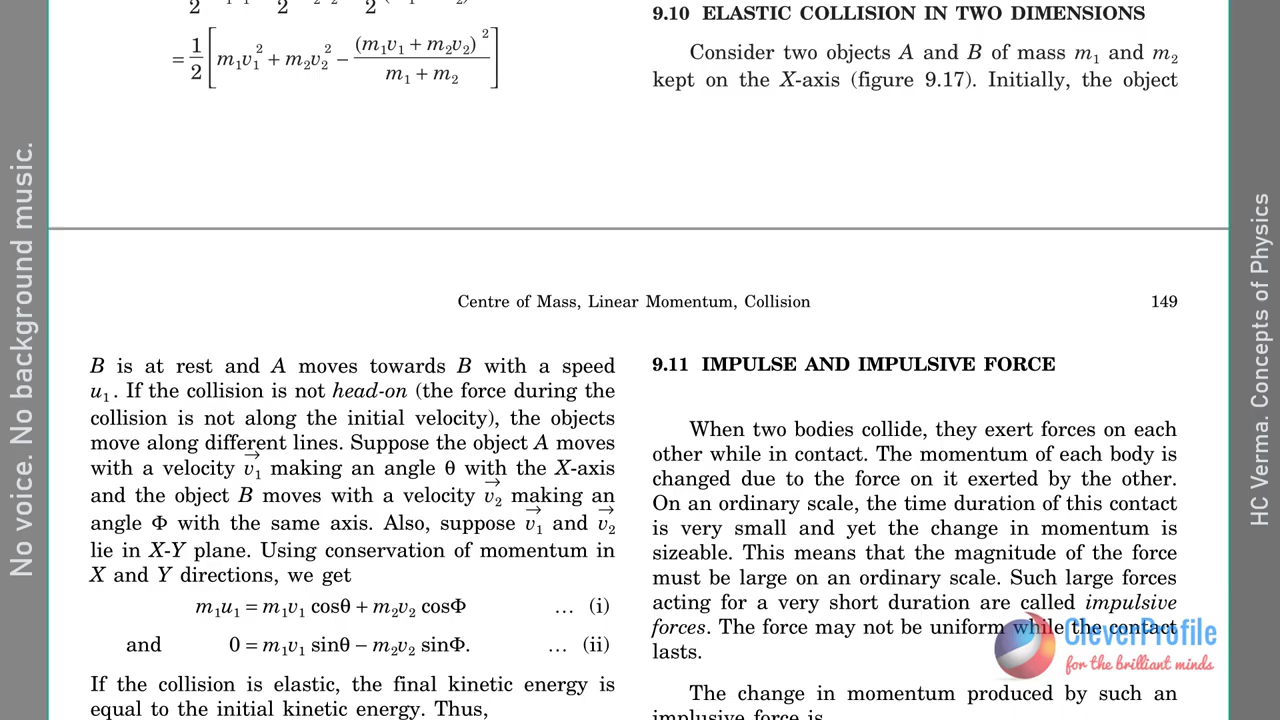 = 1/2 [ m₁v₁² + m₂v₂² − (m₁v₁ + m₂v₂)² / (m₁ + m₂) ]
9.10 ELASTIC COLLISION IN TWO DIMENSIONS
Consider two objects A and B of mass m₁ and m₂
kept on the X-axis (figure 9.17). Initially, the object
Centre of Mass, Linear Momentum, Collision 149
B is at rest and A moves towards B with a speed
u₁. If the collision is not head-on (the force during the
collision is not along the initial velocity), the objects
move along different lines. Suppose the object A moves
with a velocity v₁→ making an angle θ with the X-axis
and the object B moves with a velocity v₂→ making an
angle Φ with the same axis. Also, suppose v₁→ and v₂→
lie in X-Y plane. Using conservation of momentum in
X and Y directions, we get
m₁u₁ = m₁v₁ cosθ + m₂v₂ cosΦ … (i)
and 0 = m₁v₁ sinθ − m₂v₂ sinΦ. … (ii)
If the collision is elastic, the final kinetic energy is
equal to the initial kinetic energy. Thus,
9.11 IMPULSE AND IMPULSIVE FORCE
When two bodies collide, they exert forces on each
other while in contact. The momentum of each body is
changed due to the force on it exerted by the other.
On an ordinary scale, the time duration of this contact
is very small and yet the change in momentum is
sizeable. This means that the magnitude of the force
must be large on an ordinary scale. Such large forces
acting for a very short duration are called impulsive
forces. The force may not be uniform while the contact
lasts.
The change in momentum produced by such an
implusive force is
No voice. No background music.
HC Verma. Concepts of Physics
CleverProfile
for the brilliant minds